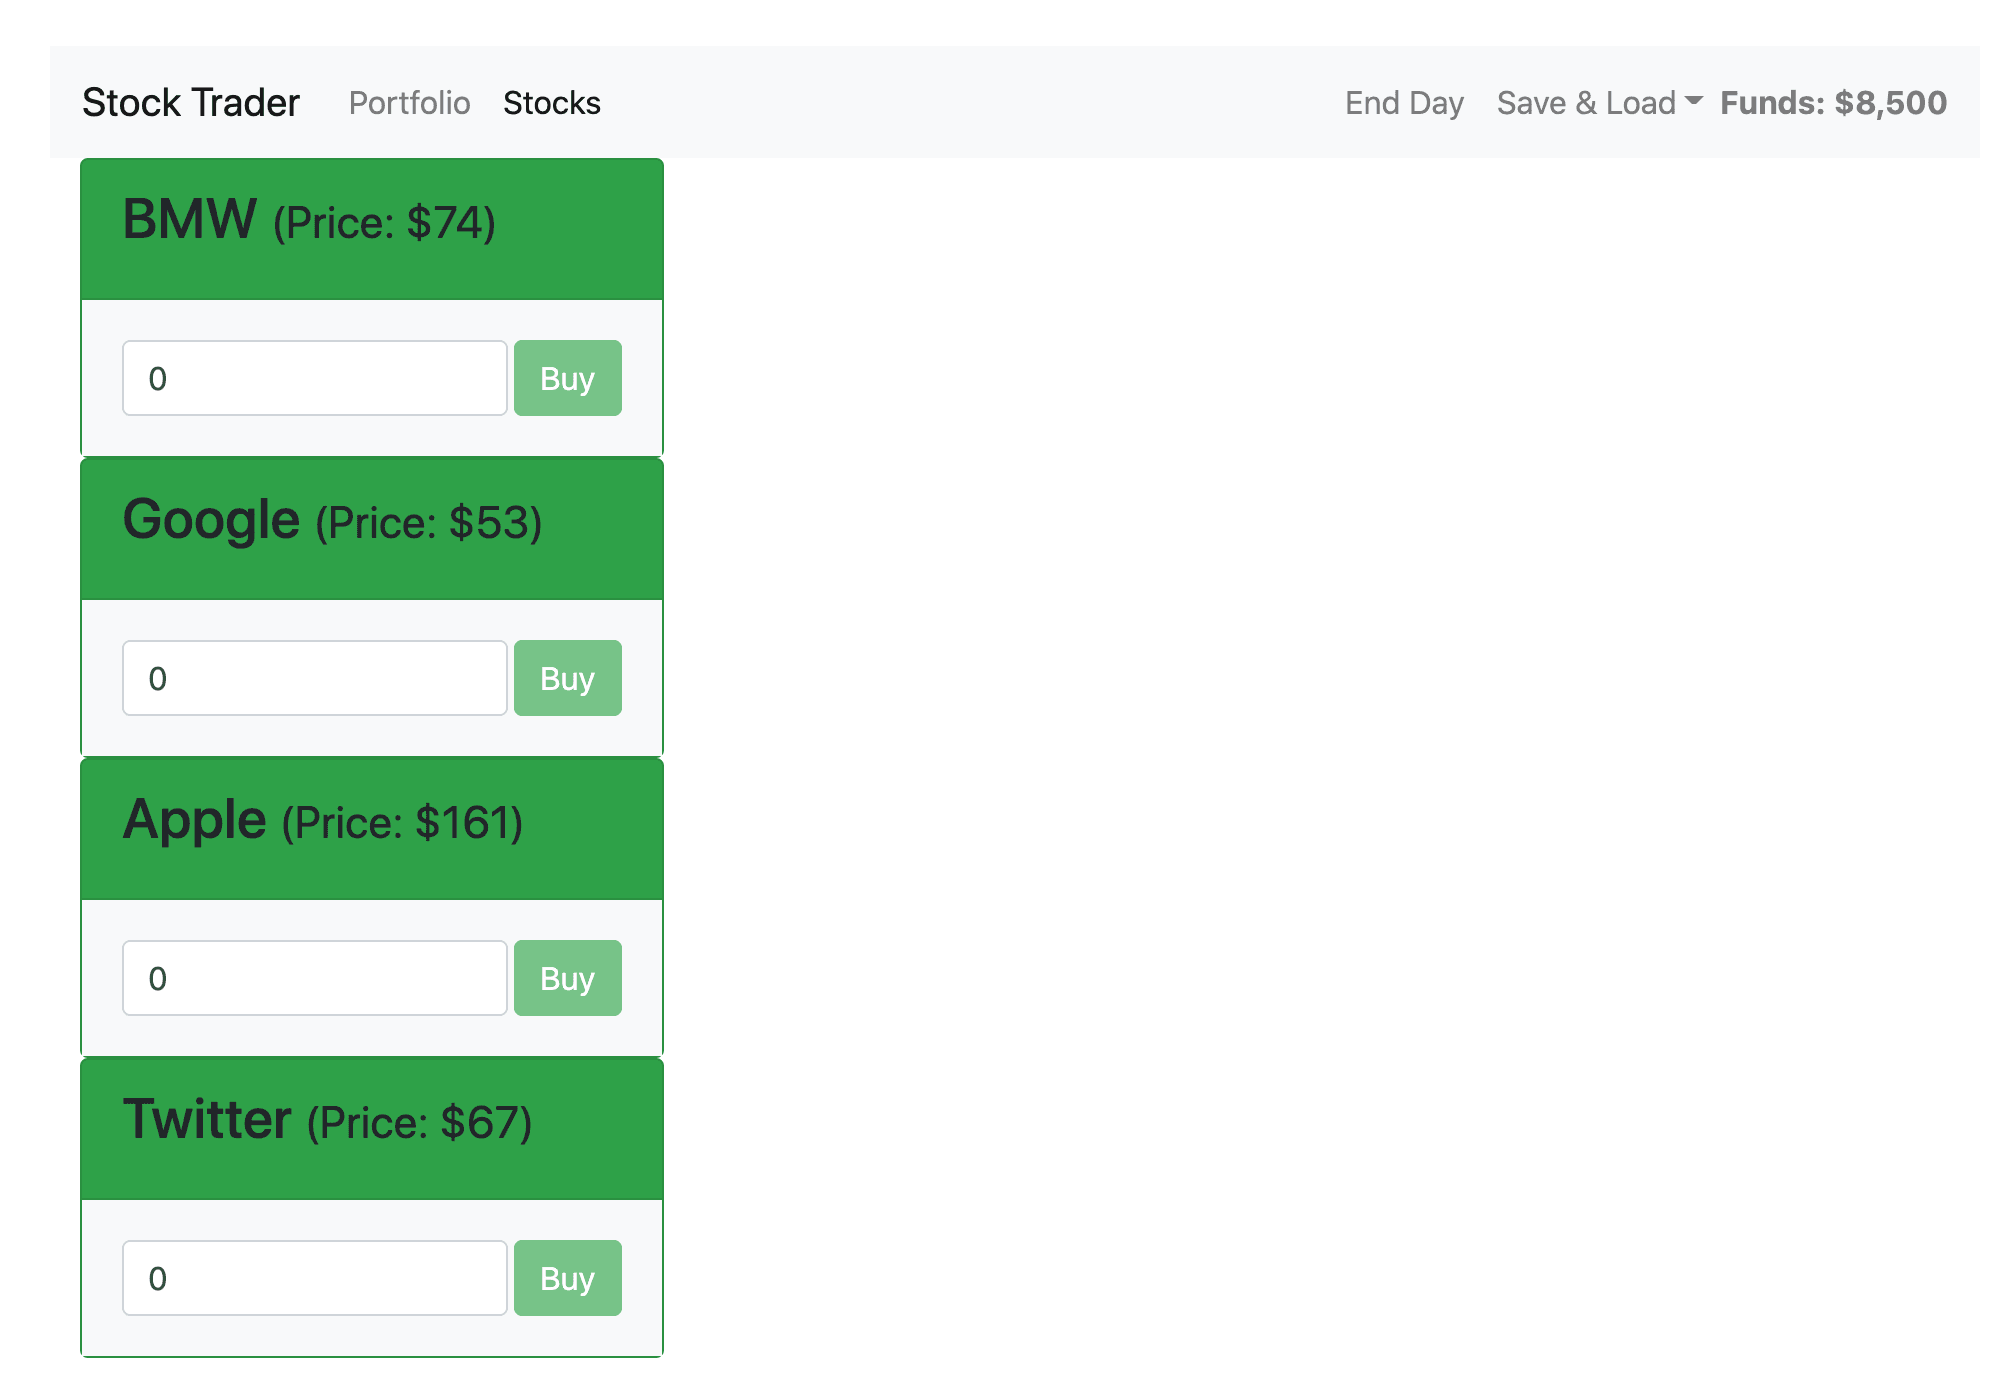 Stock Trader Portfolio Stocks End Day Save & Load Funds: $8,500
BMW (Price: $74)
0 Buy
Google (Price: $53)
0 Buy
Apple (Price: $161)
0 Buy
Twitter (Price: $67)
0 Buy